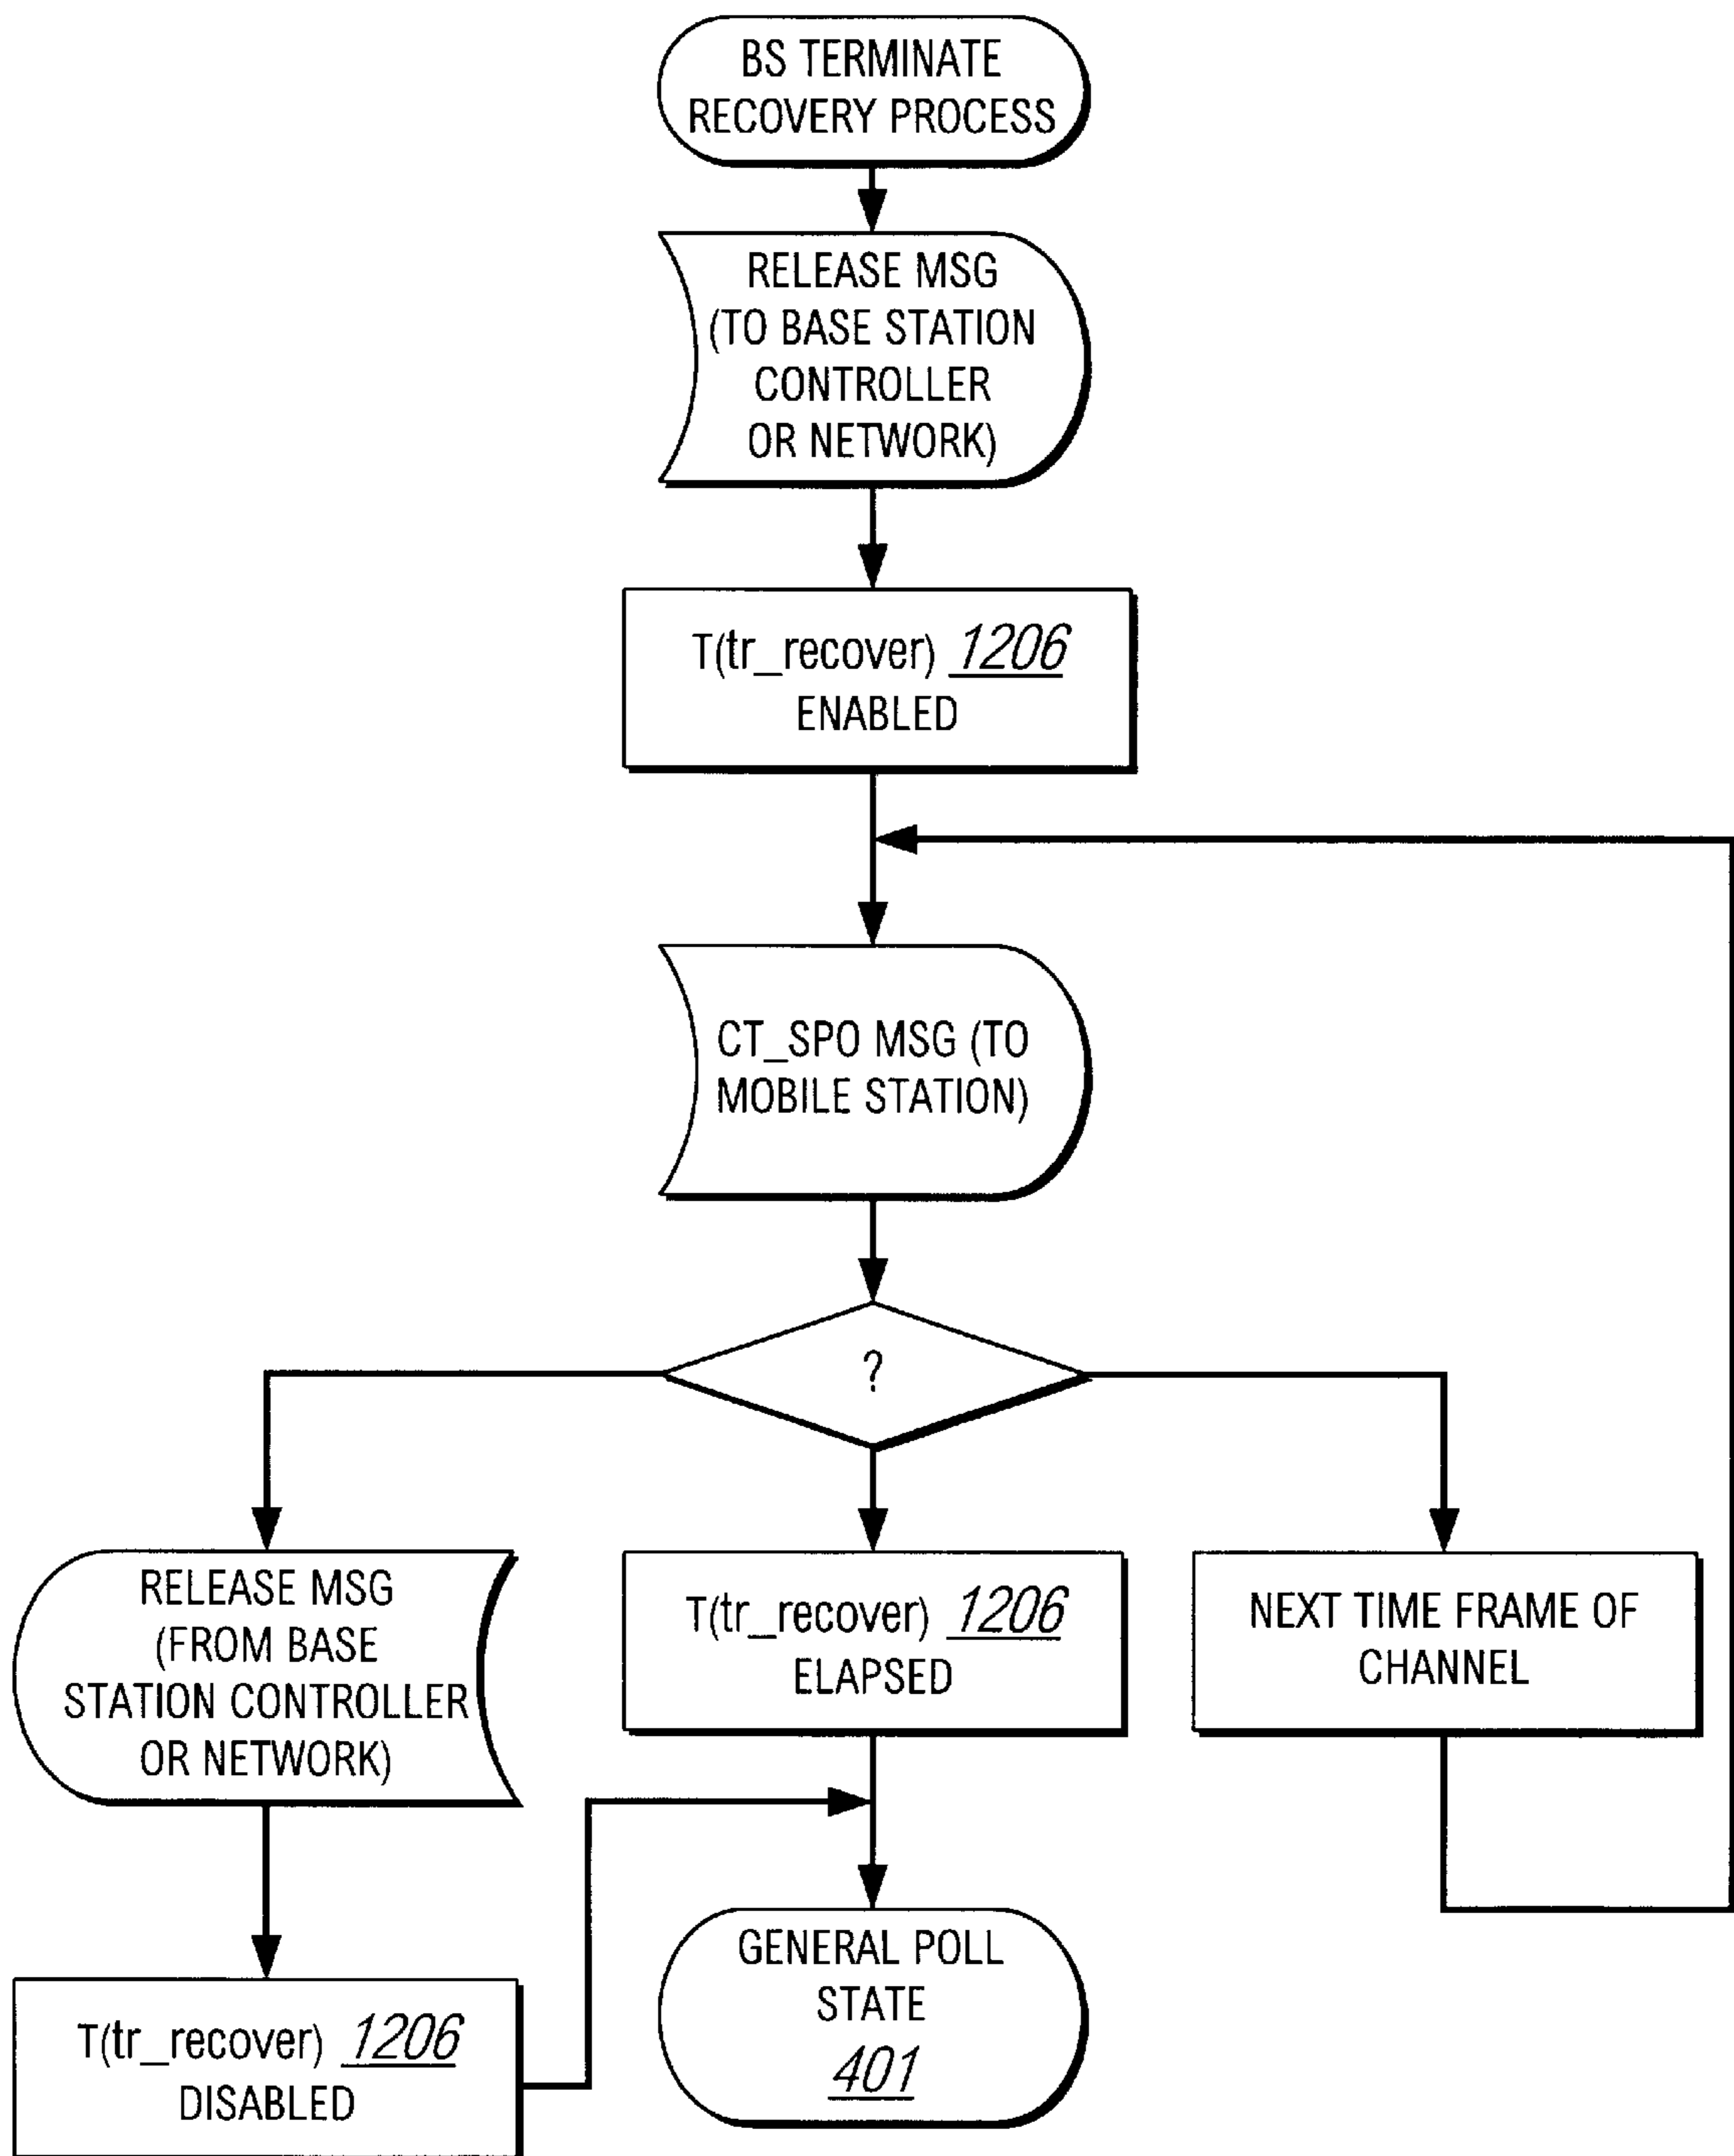 BS TERMINATE
RECOVERY PROCESS
RELEASE MSG
(TO BASE STATION
CONTROLLER
OR NETWORK)
T(tr_recover) 1206
ENABLED
CT_SPO MSG (TO
MOBILE STATION)
?
RELEASE MSG
(FROM BASE
STATION CONTROLLER
OR NETWORK)
T(tr_recover) 1206
ELAPSED
NEXT TIME FRAME OF
CHANNEL
T(tr_recover) 1206
DISABLED
GENERAL POLL
STATE
401